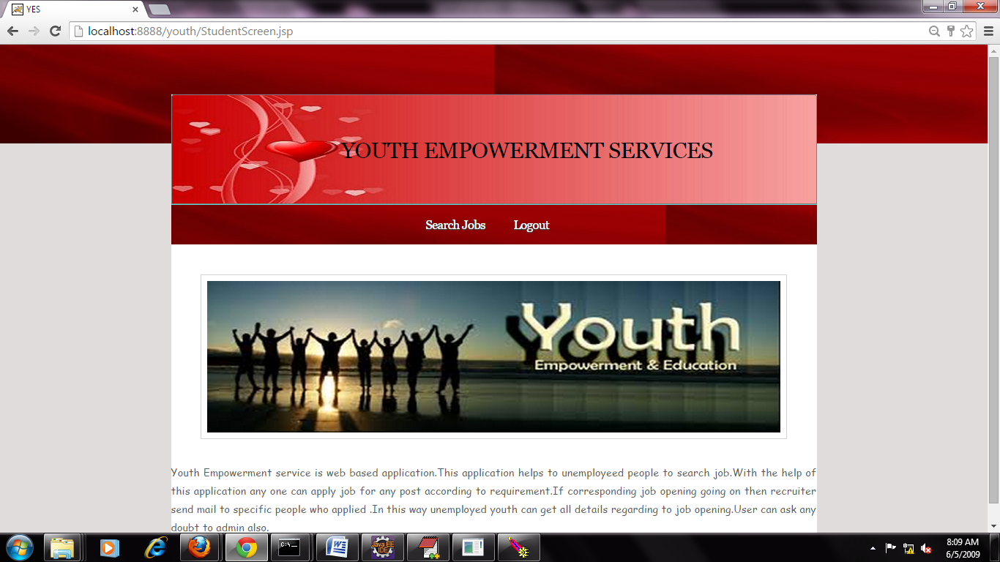 YES
localhost:8888/youth/StudentScreen.jsp
YOUTH EMPOWERMENT SERVICES
Search Jobs Logout
Youth
Empowerment & Education
Youth Empowerment service is web based application.This application helps to unemployeed people to search job.With the help of
this application any one can apply job for any post according to requirement.If corresponding job opening going on then recruiter
send mail to specific people who applied .In this way unemployed youth can get all details regarding to job opening.User can ask any
doubt to admin also.
C:\
Java EE
IDE
8:09 AM
6/5/2009